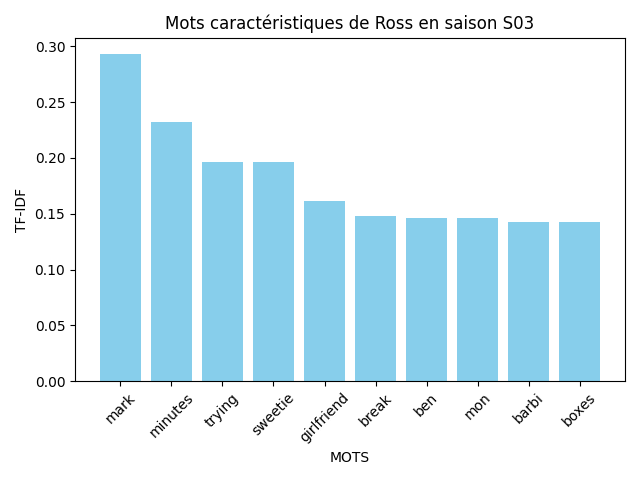 Mots caractéristiques de Ross en saison S03
0.30
0.25
0.20
0.15
0.10
0.05
0.00
TF-IDF
mark
minutes
trying
sweetie
girlfriend
break
ben
mon
barbi
boxes
MOTS